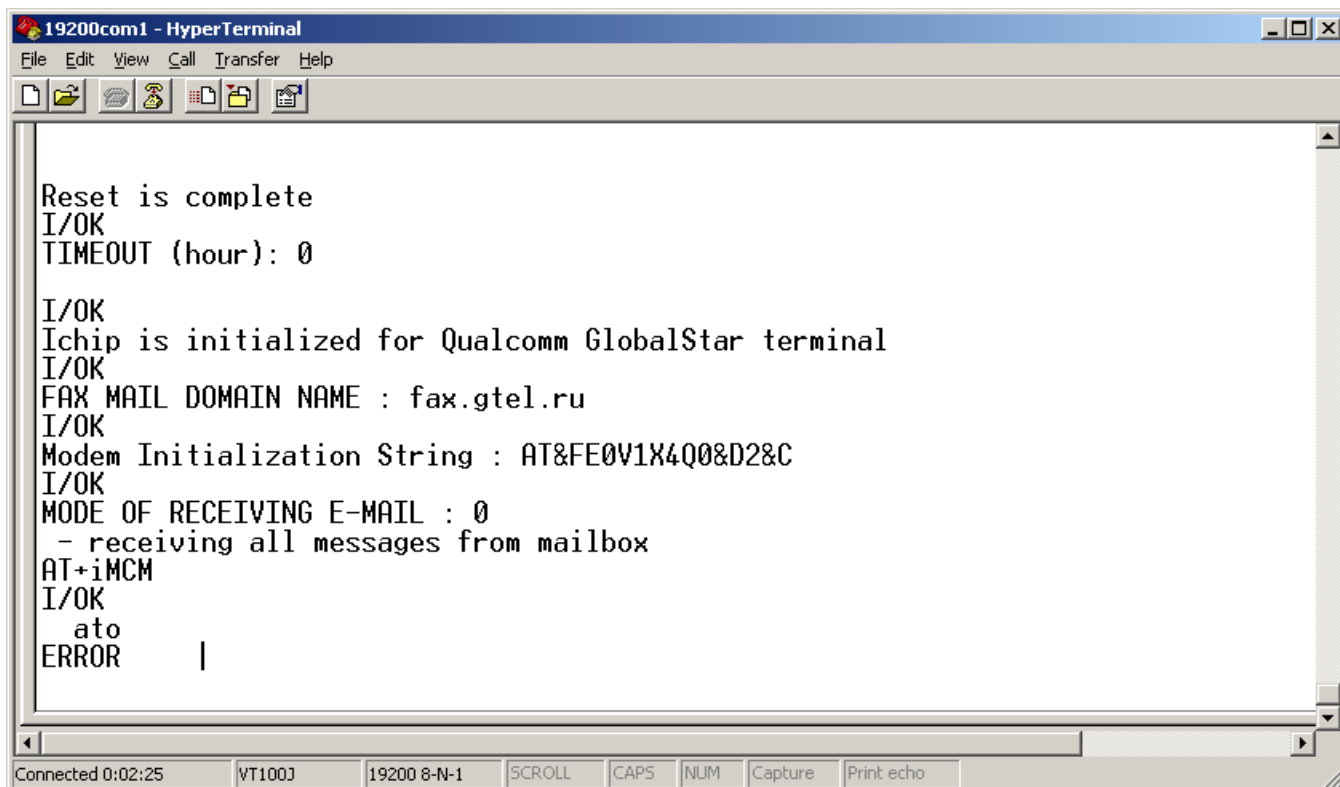 19200com1 - HyperTerminal
File Edit View Call Transfer Help
Reset is complete
I/OK
TIMEOUT (hour): 0
I/OK
Ichip is initialized for Qualcomm GlobalStar terminal
I/OK
FAX MAIL DOMAIN NAME : fax.gtel.ru
I/OK
Modem Initialization String : AT&FE0V1X4Q0&D2&C
I/OK
MODE OF RECEIVING E-MAIL : 0
- receiving all messages from mailbox
AT+iMCM
I/OK
ato
ERROR
Connected 0:02:25 VT100J 19200 8-N-1 SCROLL CAPS NUM Capture Print echo